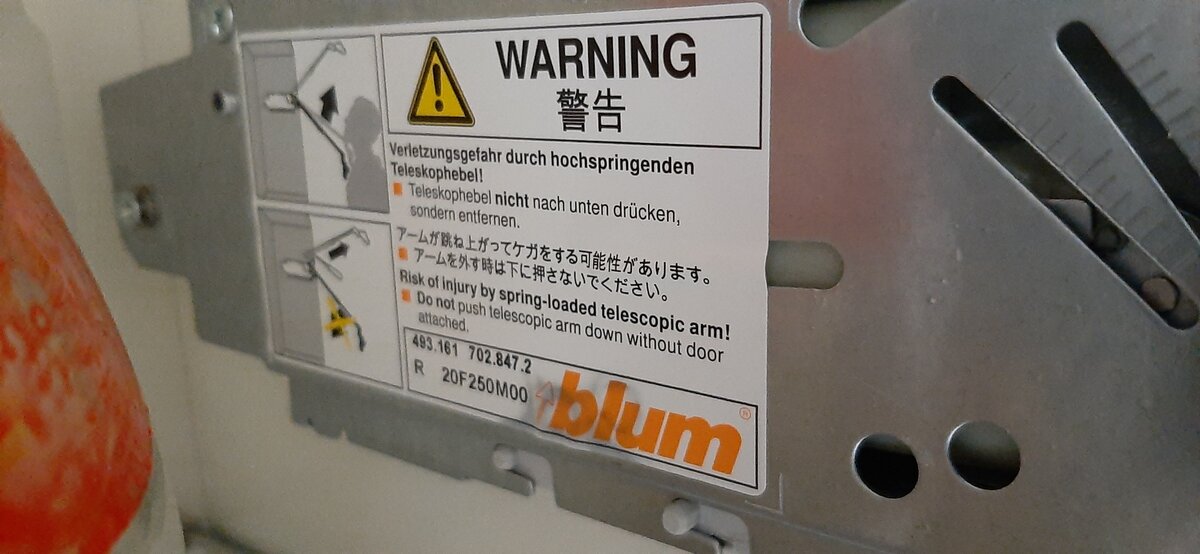 WARNING
警告
Verletzungsgefahr durch hochspringenden
Teleskophebel!
Teleskophebel nicht nach unten drücken,
sondern entfernen.
アームが跳ね上がってケガをする可能性があります。
アームを外す時は下に押さないでください。
Risk of injury by spring-loaded telescopic arm!
Do not push telescopic arm down without door
attached.
493.161 702.847.2
R 20F250M00
blum®